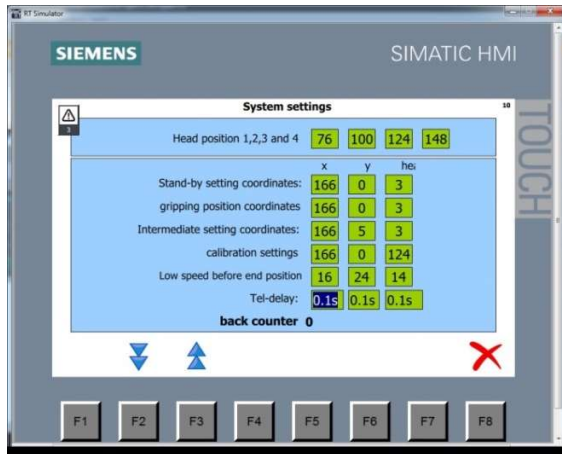 RT Simulator
SIEMENS SIMATIC HMI
TOUCH
System settings 10
3
Head position 1,2,3 and 4 76 100 124 148
x y hea
Stand-by setting coordinates: 166 0 3
gripping position coordinates 166 0 3
Intermediate setting coordinates: 166 5 3
calibration settings 166 0 124
Low speed before end position 16 24 14
Tel-delay: 0.1s 0.1s 0.1s
back counter 0
F1 F2 F3 F4 F5 F6 F7 F8